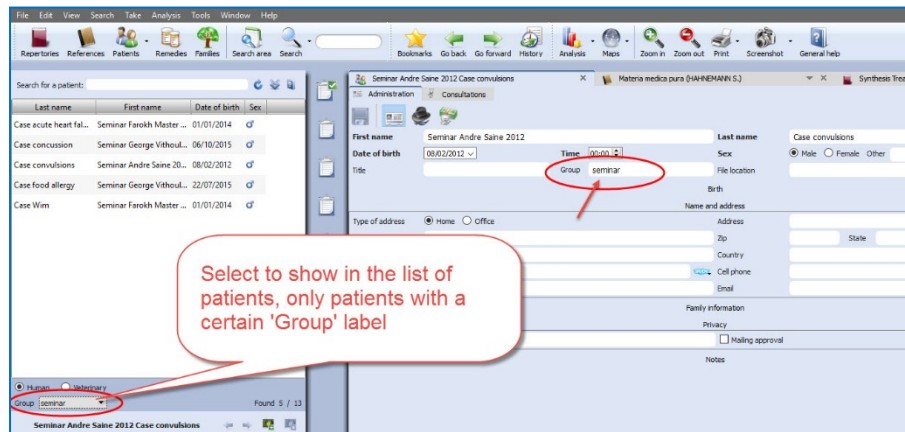 File Edit View Search Take Analysis Tools Window Help
Repertories References Patients Remedies Families Search area Search Bookmarks Go back Go forward History Analysis Maps Zoom in Zoom out Print Screenshot General help
Search for a patient:
Last name First name Date of birth Sex
Case acute heart fal... Seminar Farokh Master ... 01/01/2014
Case concussion Seminar George Vithoul... 06/10/2015
Case convulsions Seminar Andre Saine 20... 08/02/2012
Case food allergy Seminar George Vithoul... 22/07/2015
Case Wim Seminar Farokh Master ... 01/01/2014
Human Veterinary
Group seminar Found 5 / 13
Seminar Andre Saine 2012 Case convulsions
Seminar Andre Saine 2012 Case convulsions X Materia medica pura (HAHNEMANN S.) X Synthesis Trea
Administration Consultations
First name Seminar Andre Saine 2012 Last name Case convulsions
Date of birth 08/02/2012 Time 00:00 Sex Male Female Other
Title Group seminar File location
Birth
Name and address
Type of address Home Office Address
Zip State
Country
Cell phone
Email
Family information
Privacy
Mailing approval
Notes
Select to show in the list of
patients, only patients with a
certain 'Group' label